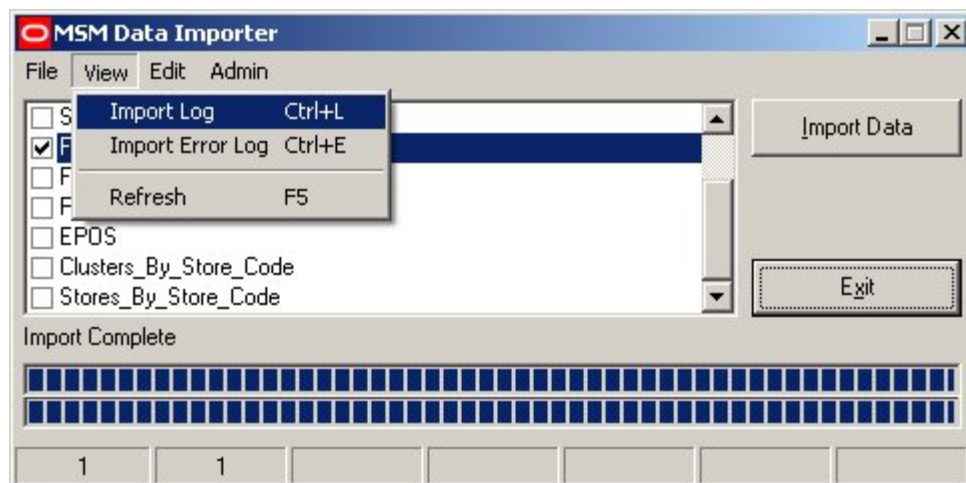 MSM Data Importer
File View Edit Admin
Import Log Ctrl+L
Import Error Log Ctrl+E
Refresh F5
EPOS
Clusters_By_Store_Code
Stores_By_Store_Code
Import Data
Exit
Import Complete
1 1